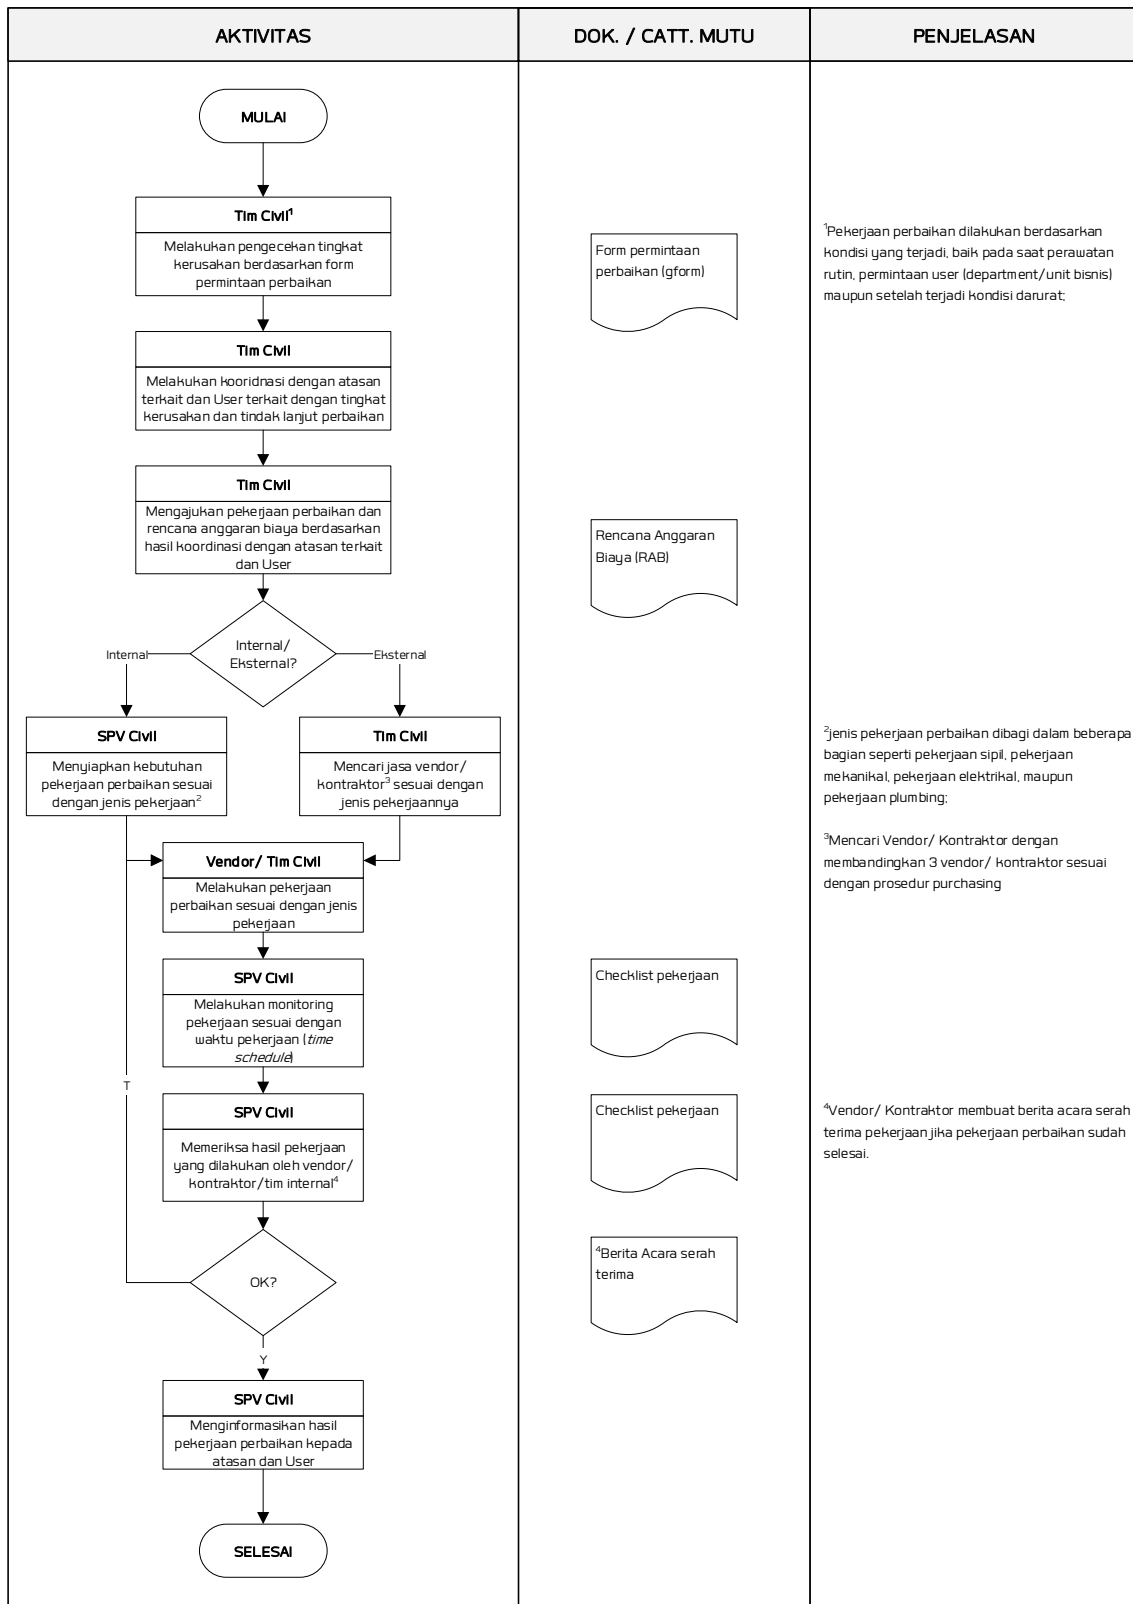 AKTIVITAS
DOK. / CATT. MUTU
PENJELASAN
MULAI
Tim Civil¹
Melakukan pengecekan tingkat
kerusakan berdasarkan form
permintaan perbaikan
Form permintaan
perbaikan (gform)
¹Pekerjaan perbaikan dilakukan berdasarkan
kondisi yang terjadi, baik pada saat perawatan
rutin, permintaan user (department/unit bisnis)
maupun setelah terjadi kondisi darurat;
Tim Civil
Melakukan kooridnasi dengan atasan
terkait dan User terkait dengan tingkat
kerusakan dan tindak lanjut perbaikan
Tim Civil
Mengajukan pekerjaan perbaikan dan
rencana anggaran biaya berdasarkan
hasil koordinasi dengan atasan terkait
dan User
Rencana Anggaran
Biaya (RAB)
Internal/
Eksternal?
Internal
Eksternal
SPV Civil
Menyiapkan kebutuhan
pekerjaan perbaikan sesuai
dengan jenis pekerjaan²
Tim Civil
Mencari jasa vendor/
kontraktor³ sesuai dengan
jenis pekerjaannya
²jenis pekerjaan perbaikan dibagi dalam beberapa
bagian seperti pekerjaan sipil, pekerjaan
mekanikal, pekerjaan elektrikal, maupun
pekerjaan plumbing;
³Mencari Vendor/ Kontraktor dengan
membandingkan 3 vendor/ kontraktor sesuai
dengan prosedur purchasing
Vendor/ Tim Civil
Melakukan pekerjaan
perbaikan sesuai dengan jenis
pekerjaan
SPV Civil
Melakukan monitoring
pekerjaan sesuai dengan
waktu pekerjaan (time
schedule)
Checklist pekerjaan
T
SPV Civil
Memeriksa hasil pekerjaan
yang dilakukan oleh vendor/
kontraktor/tim internal⁴
Checklist pekerjaan
⁴Vendor/ Kontraktor membuat berita acara serah
terima pekerjaan jika pekerjaan perbaikan sudah
selesai.
OK?
⁴Berita Acara serah
terima
Y
SPV Civil
Menginformasikan hasil
pekerjaan perbaikan kepada
atasan dan User
SELESAI